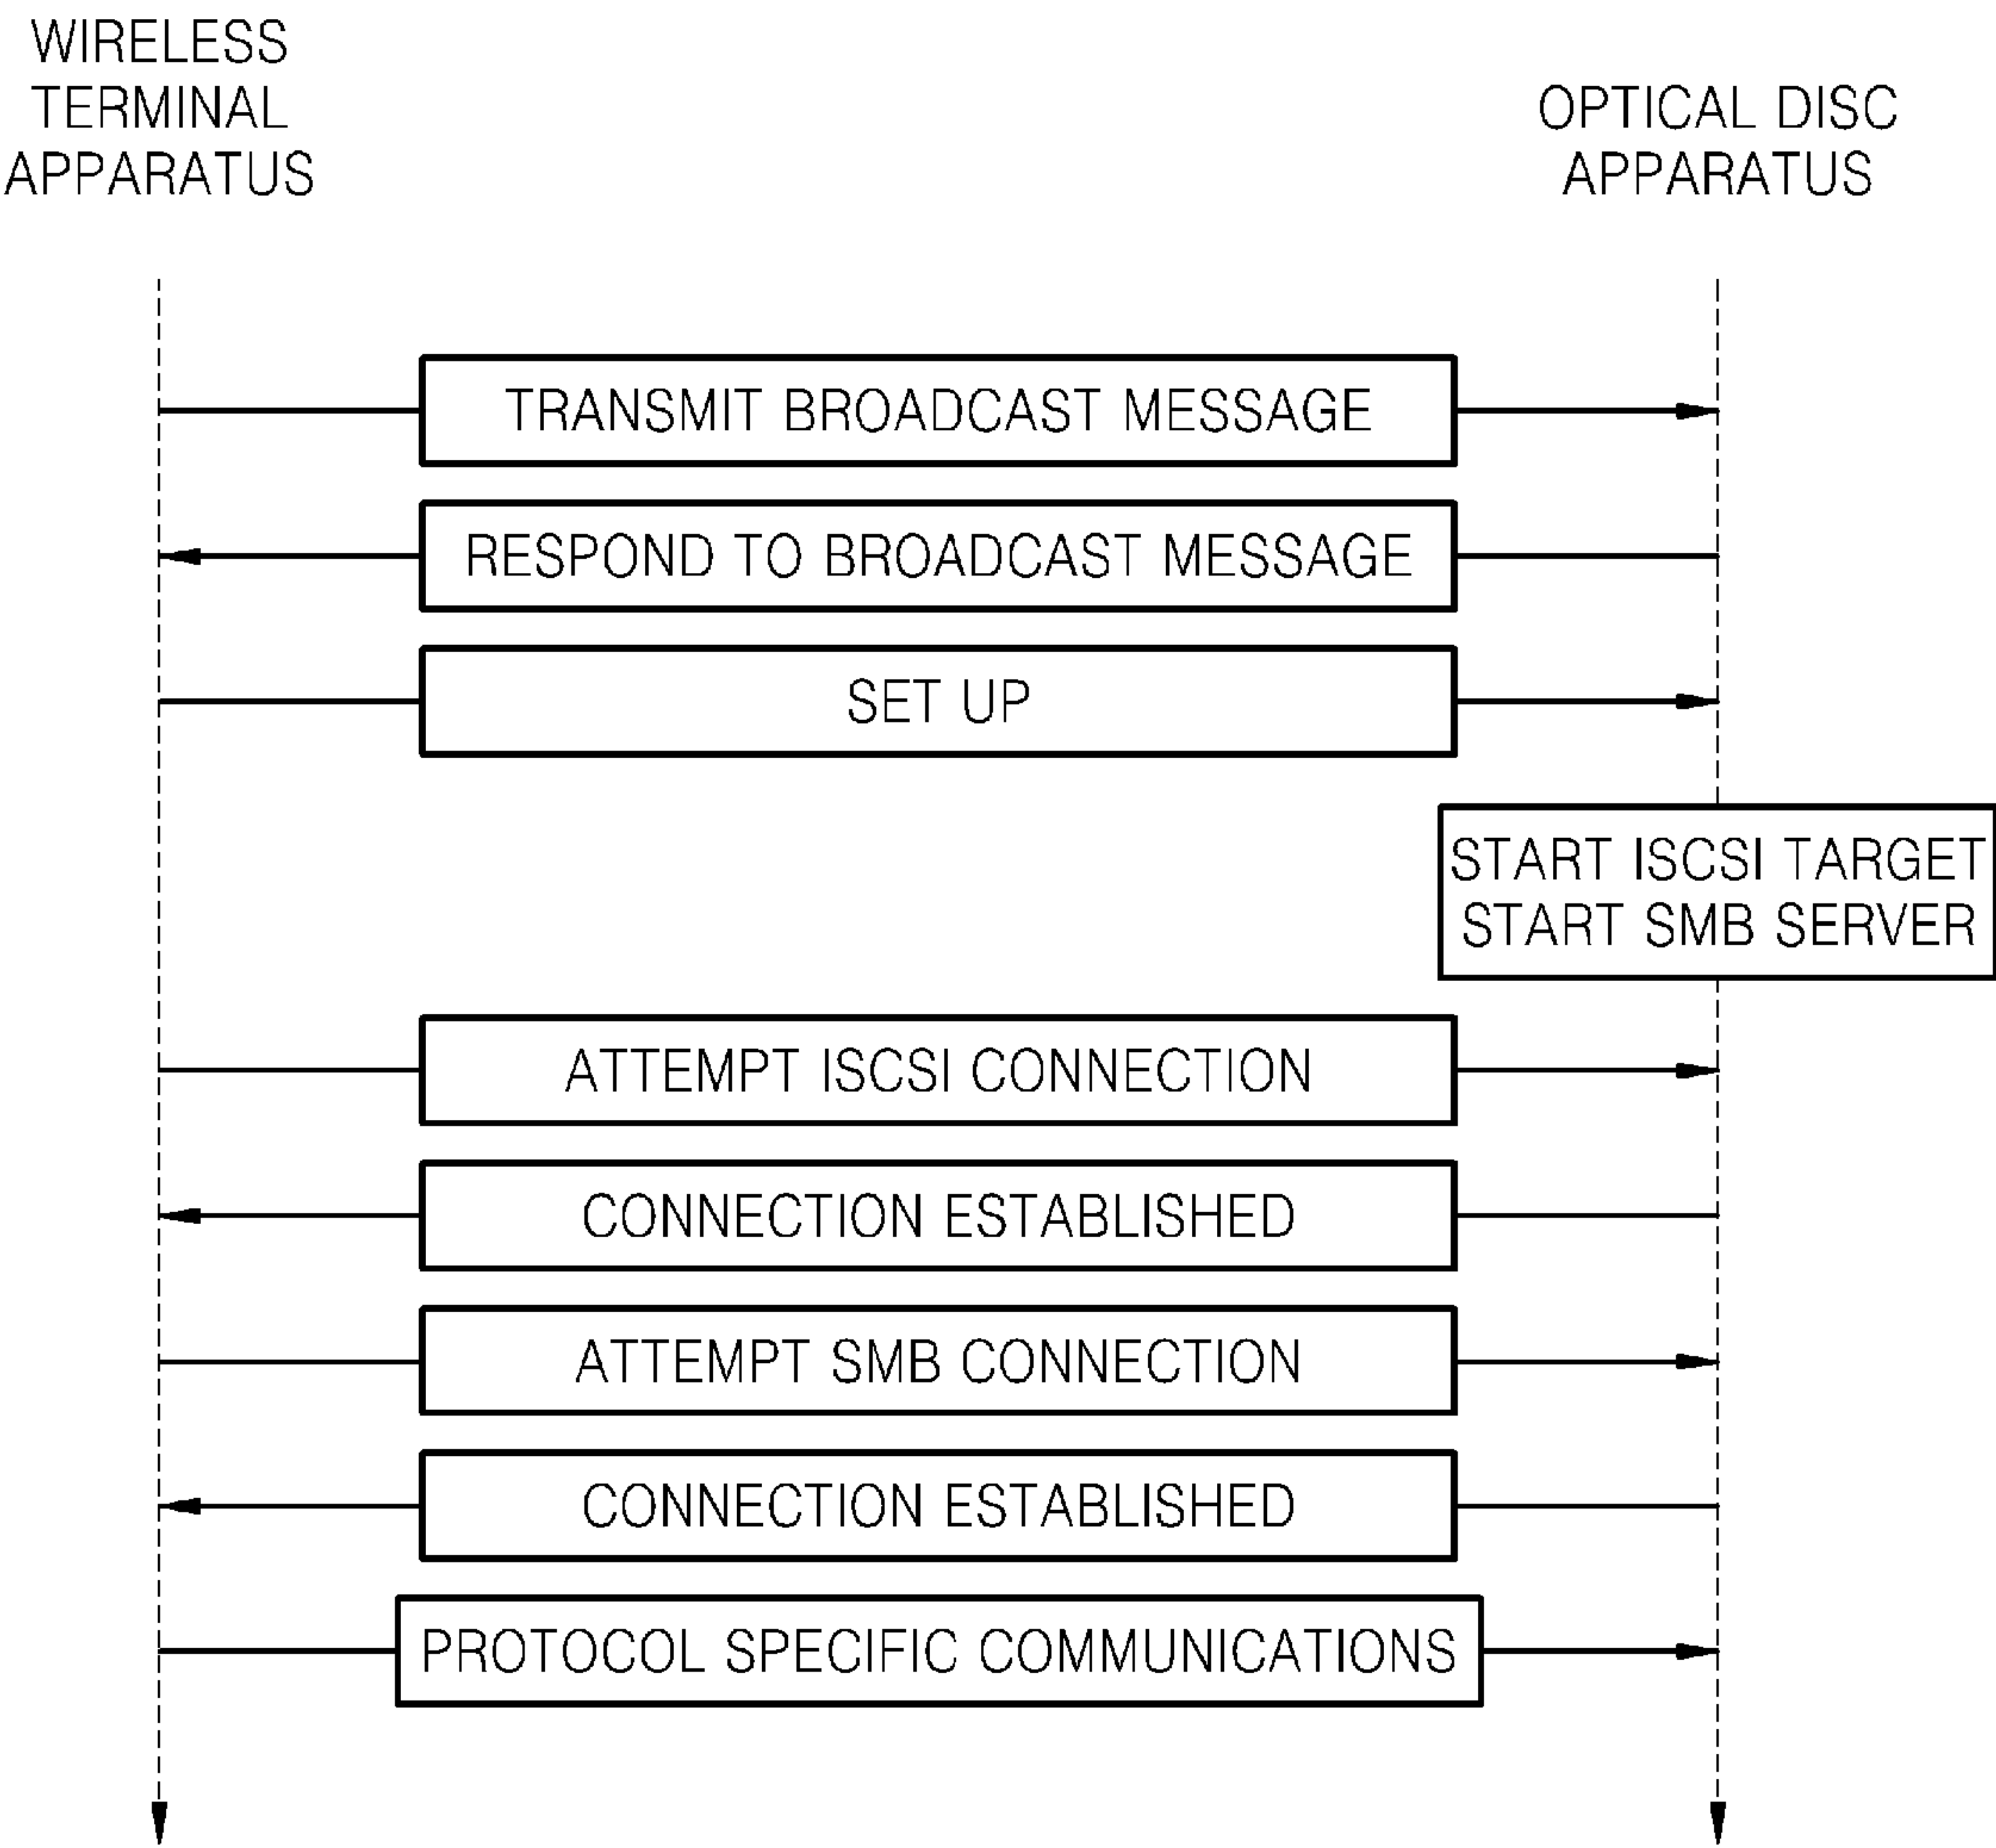 WIRELESS
TERMINAL
APPARATUS
OPTICAL DISC
APPARATUS
TRANSMIT BROADCAST MESSAGE
RESPOND TO BROADCAST MESSAGE
SET UP
START ISCSI TARGET
START SMB SERVER
ATTEMPT ISCSI CONNECTION
CONNECTION ESTABLISHED
ATTEMPT SMB CONNECTION
CONNECTION ESTABLISHED
PROTOCOL SPECIFIC COMMUNICATIONS